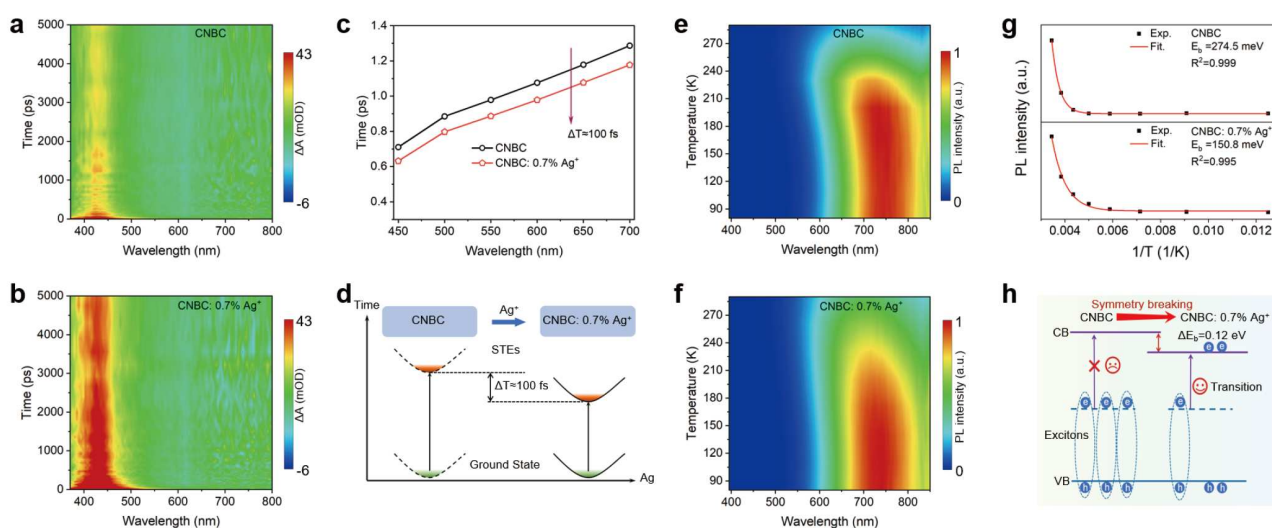 a
CNBC
5000
4000
3000
2000
1000
0
Time (ps)
400 450 500 550 600 650 700 750 800
Wavelength (nm)
43
-6
ΔA (mOD)
b
CNBC: 0.7% Ag⁺
5000
4000
3000
2000
1000
0
Time (ps)
400 450 500 550 600 650 700 750 800
Wavelength (nm)
43
-6
ΔA (mOD)
c
1.4
1.2
1.0
0.8
0.6
0.4
Time (ps)
ΔT≈100 fs
CNBC
CNBC: 0.7% Ag⁺
450 500 550 600 650 700
Wavelength (nm)
d
Time
CNBC
Ag⁺
CNBC: 0.7% Ag⁺
STEs
ΔT≈100 fs
Ground State
Ag
e
CNBC
270
240
210
180
150
120
90
Temperature (K)
400 500 600 700 800
Wavelength (nm)
1
0
PL intensity (a.u.)
f
CNBC: 0.7% Ag⁺
270
240
210
180
150
120
90
Temperature (K)
400 500 600 700 800
Wavelength (nm)
1
0
PL intensity (a.u.)
g
Exp. CNBC
Fit. E_b =274.5 meV
R²=0.999
Exp. CNBC: 0.7% Ag⁺
Fit. E_b =150.8 meV
R²=0.995
PL intensity (a.u.)
0.004 0.006 0.008 0.010 0.012
1/T (1/K)
h
Symmetry breaking
CNBC CNBC: 0.7% Ag⁺
CB
ΔE_b=0.12 eV
e e
Transition
e e e e
Excitons
VB
h h h h h h